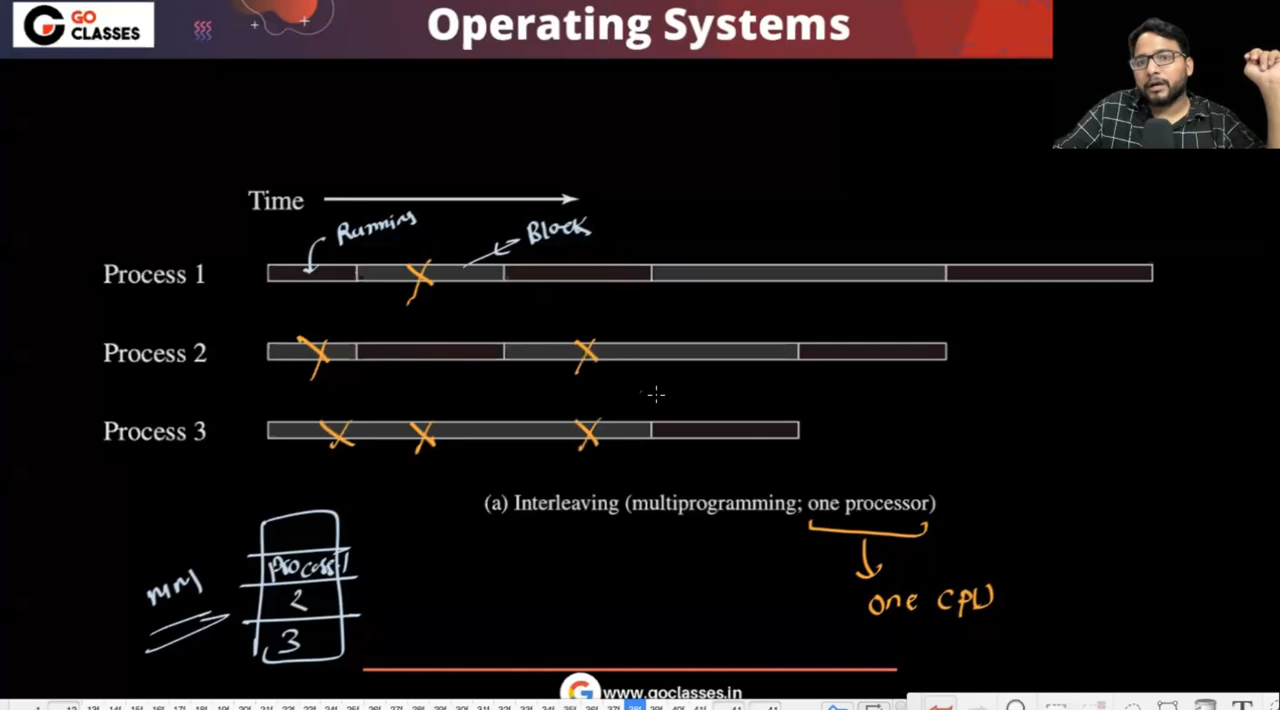 GO
CLASSES
Operating Systems
Time
Running
Block
Process 1
Process 2
Process 3
(a) Interleaving (multiprogramming; one processor)
one CPU
MM
Process 1
2
3
www.goclasses.in